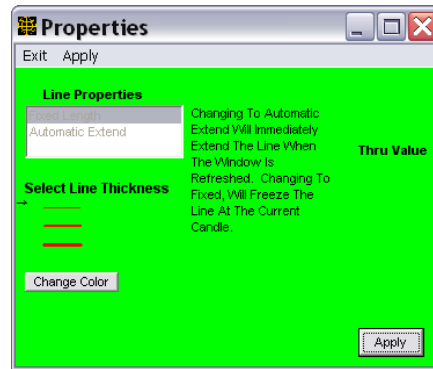 Properties
Exit Apply
Line Properties
Fixed Length
Automatic Extend
Changing To Automatic
Extend Will Immediately
Extend The Line When
The Window Is
Refreshed. Changing To
Fixed, Will Freeze The
Line At The Current
Candle.
Thru Value
Select Line Thickness
Change Color
Apply